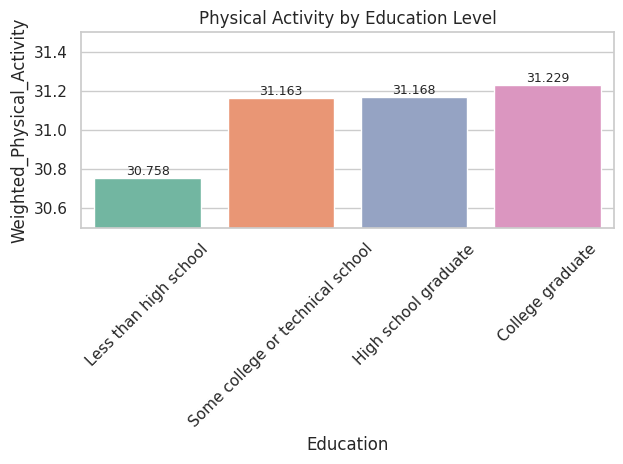 Physical Activity by Education Level
Weighted_Physical_Activity
31.4
31.2
31.0
30.8
30.6
30.758
31.163
31.168
31.229
Less than high school
Some college or technical school
High school graduate
College graduate
Education